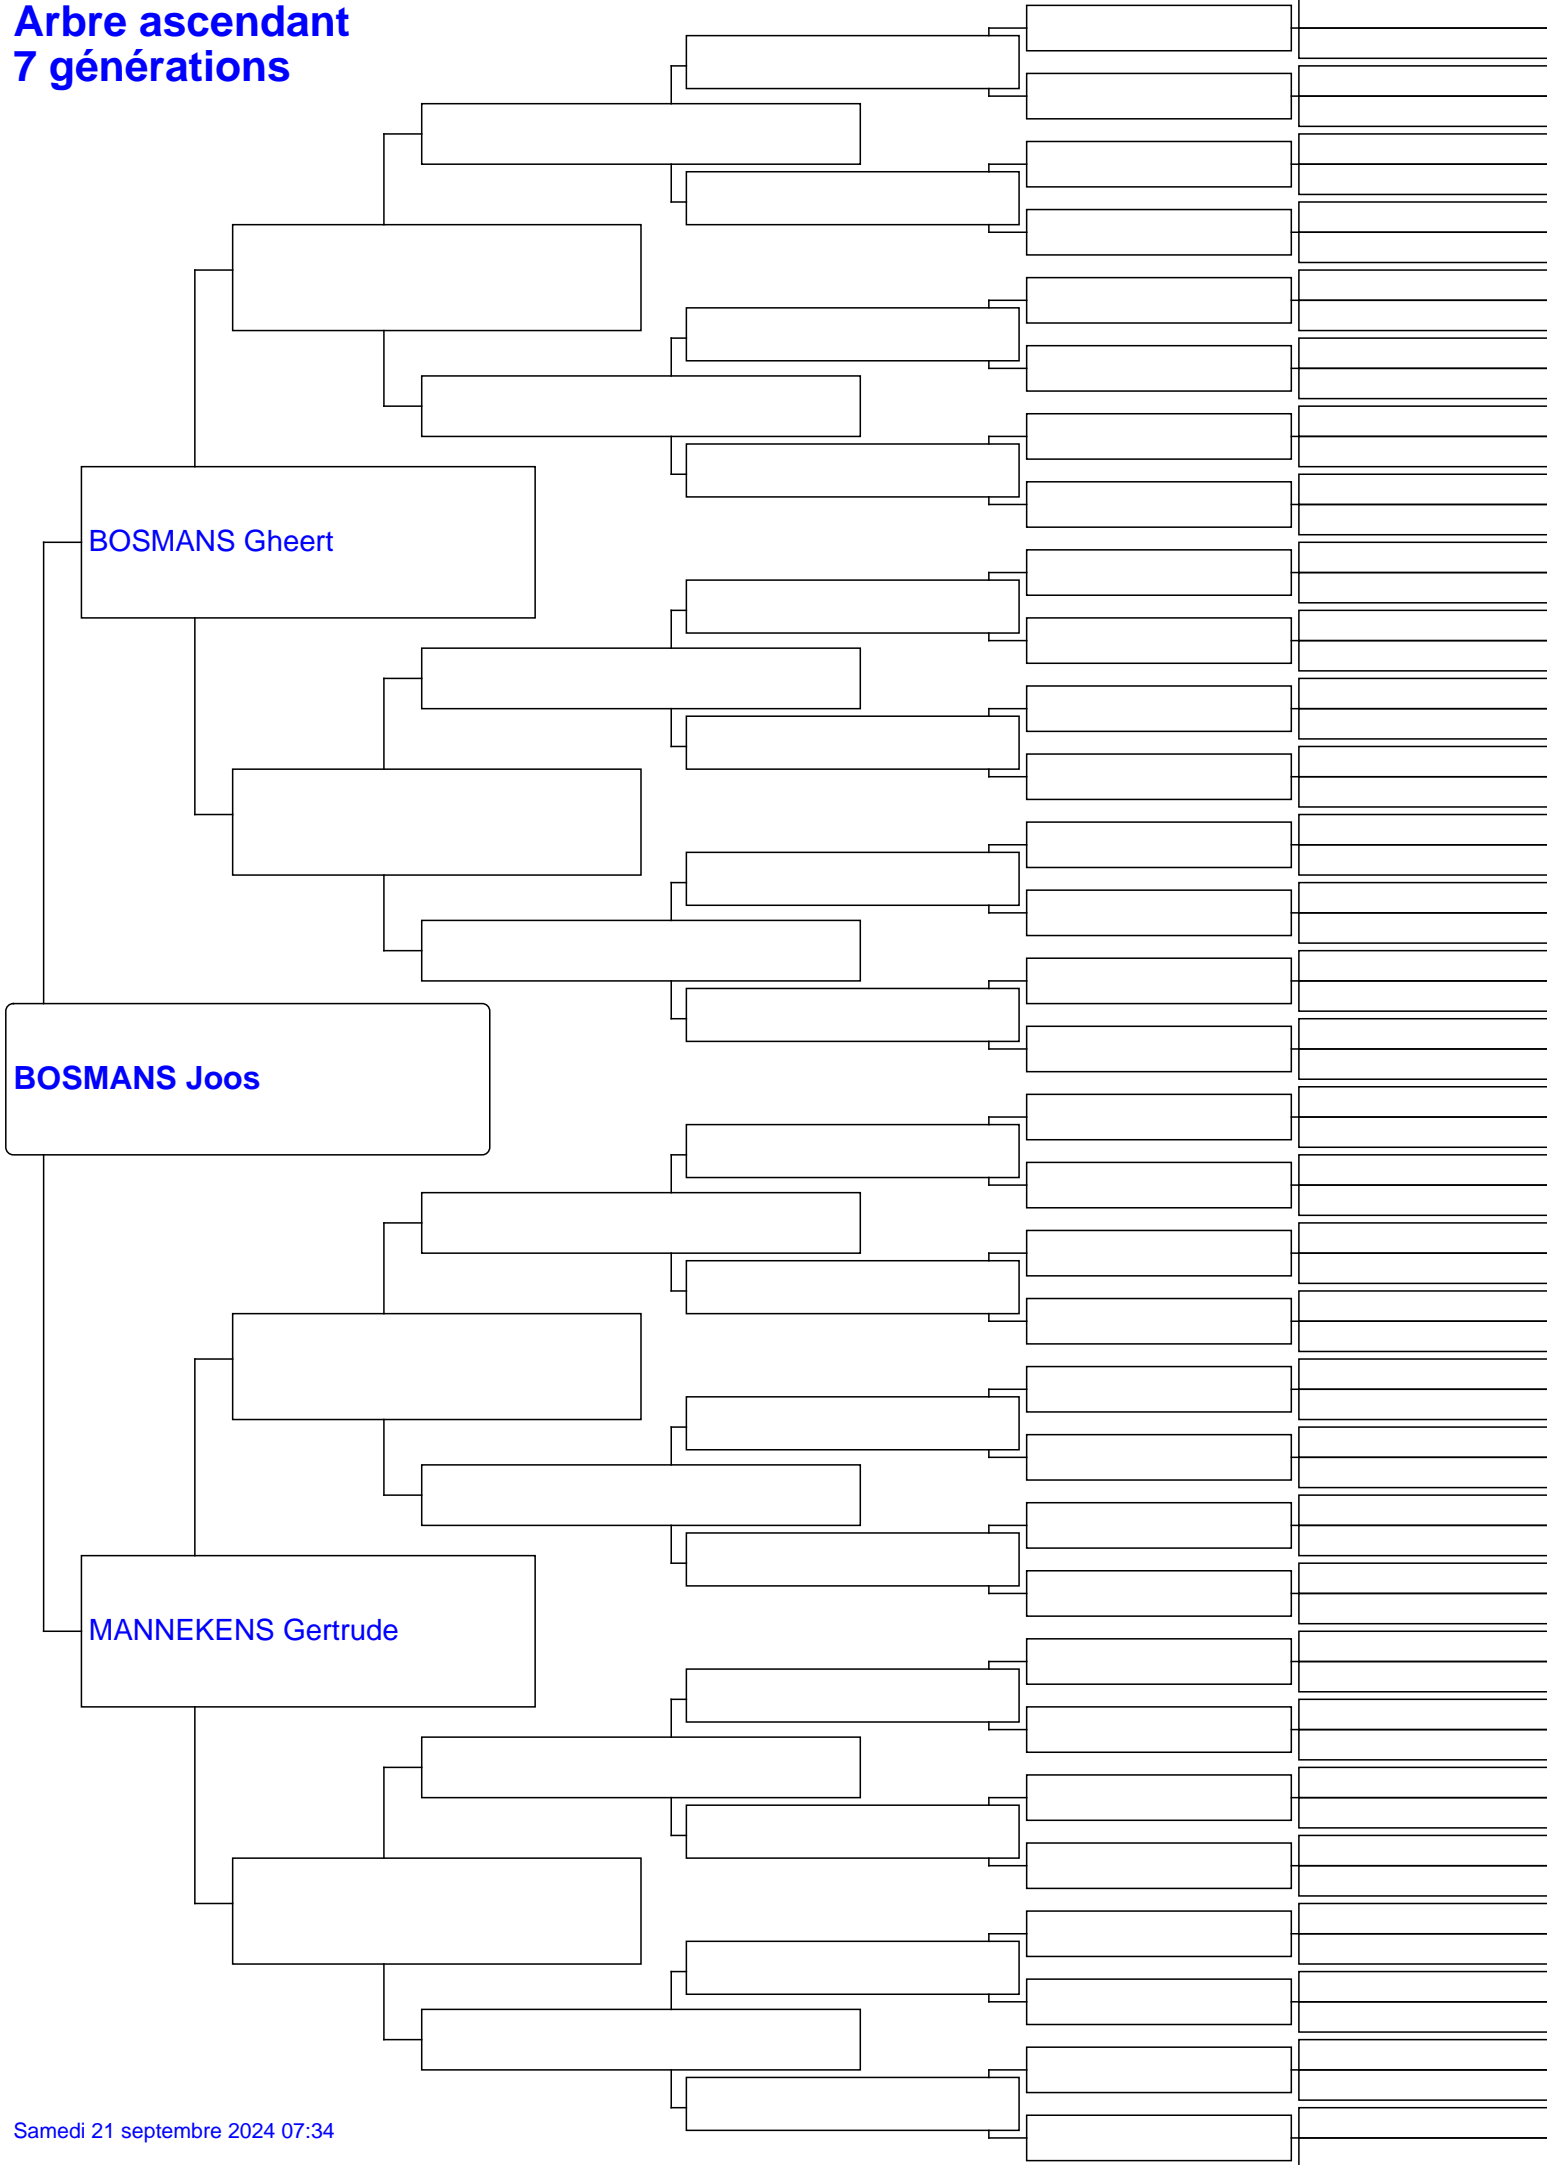 Arbre ascendant
7 générations
BOSMANS Gheert
BOSMANS Joos
MANNEKENS Gertrude
Samedi 21 septembre 2024 07:34